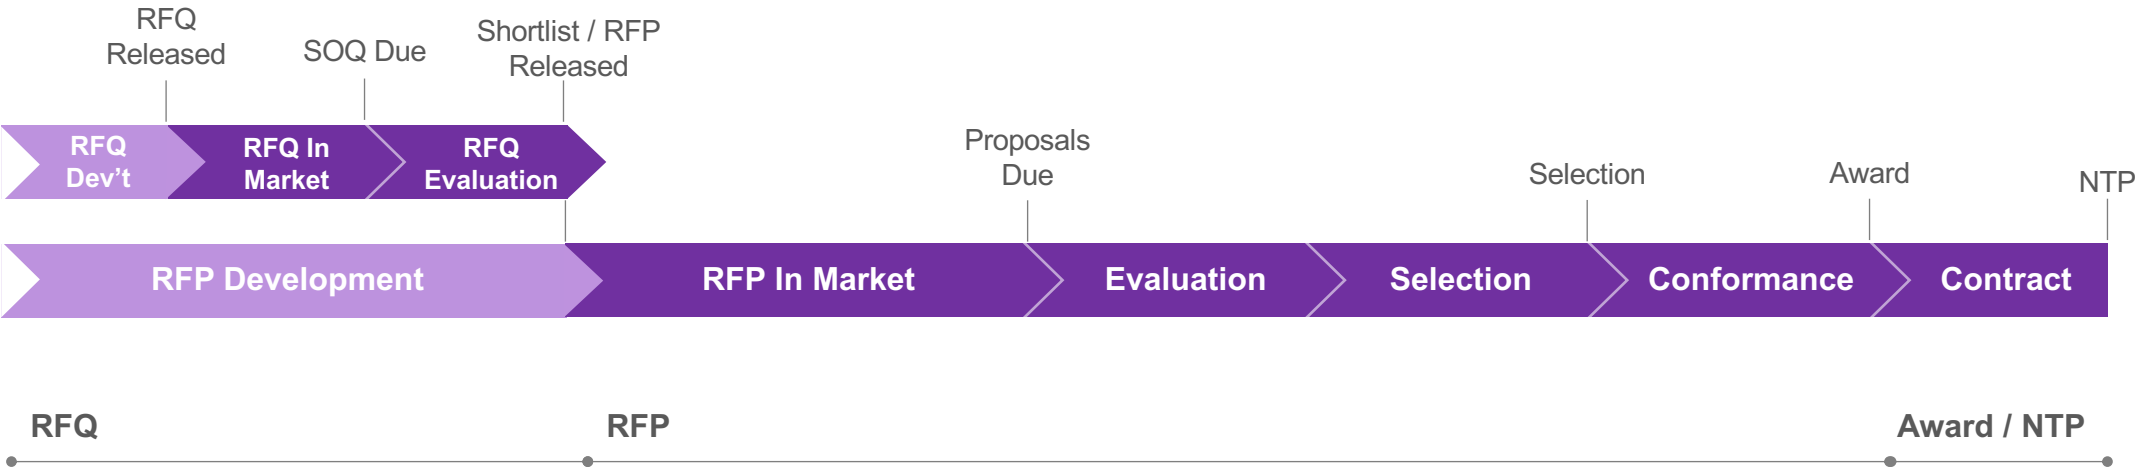 RFQ
Released
SOQ Due
Shortlist / RFP
Released
RFQ
Dev't
RFQ In
Market
RFQ
Evaluation
Proposals
Due
Selection
Award
NTP
RFP Development
RFP In Market
Evaluation
Selection
Conformance
Contract
RFQ
RFP
Award / NTP